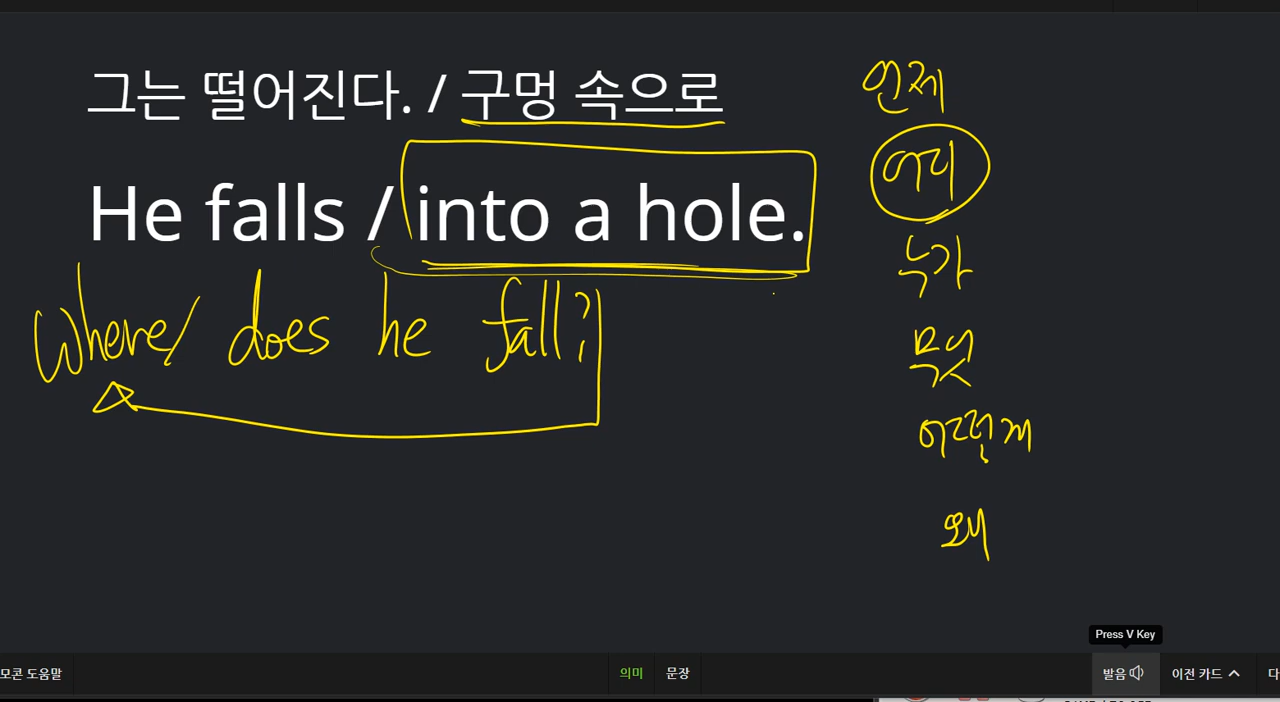 그는 떨어진다. / 구멍 속으로
He falls / into a hole.
Where/ does he fall?
언제
어디
누가
무엇
어떻게
왜
Press V Key
모콘 도움말
의미
문장
발음
이전 카드
다